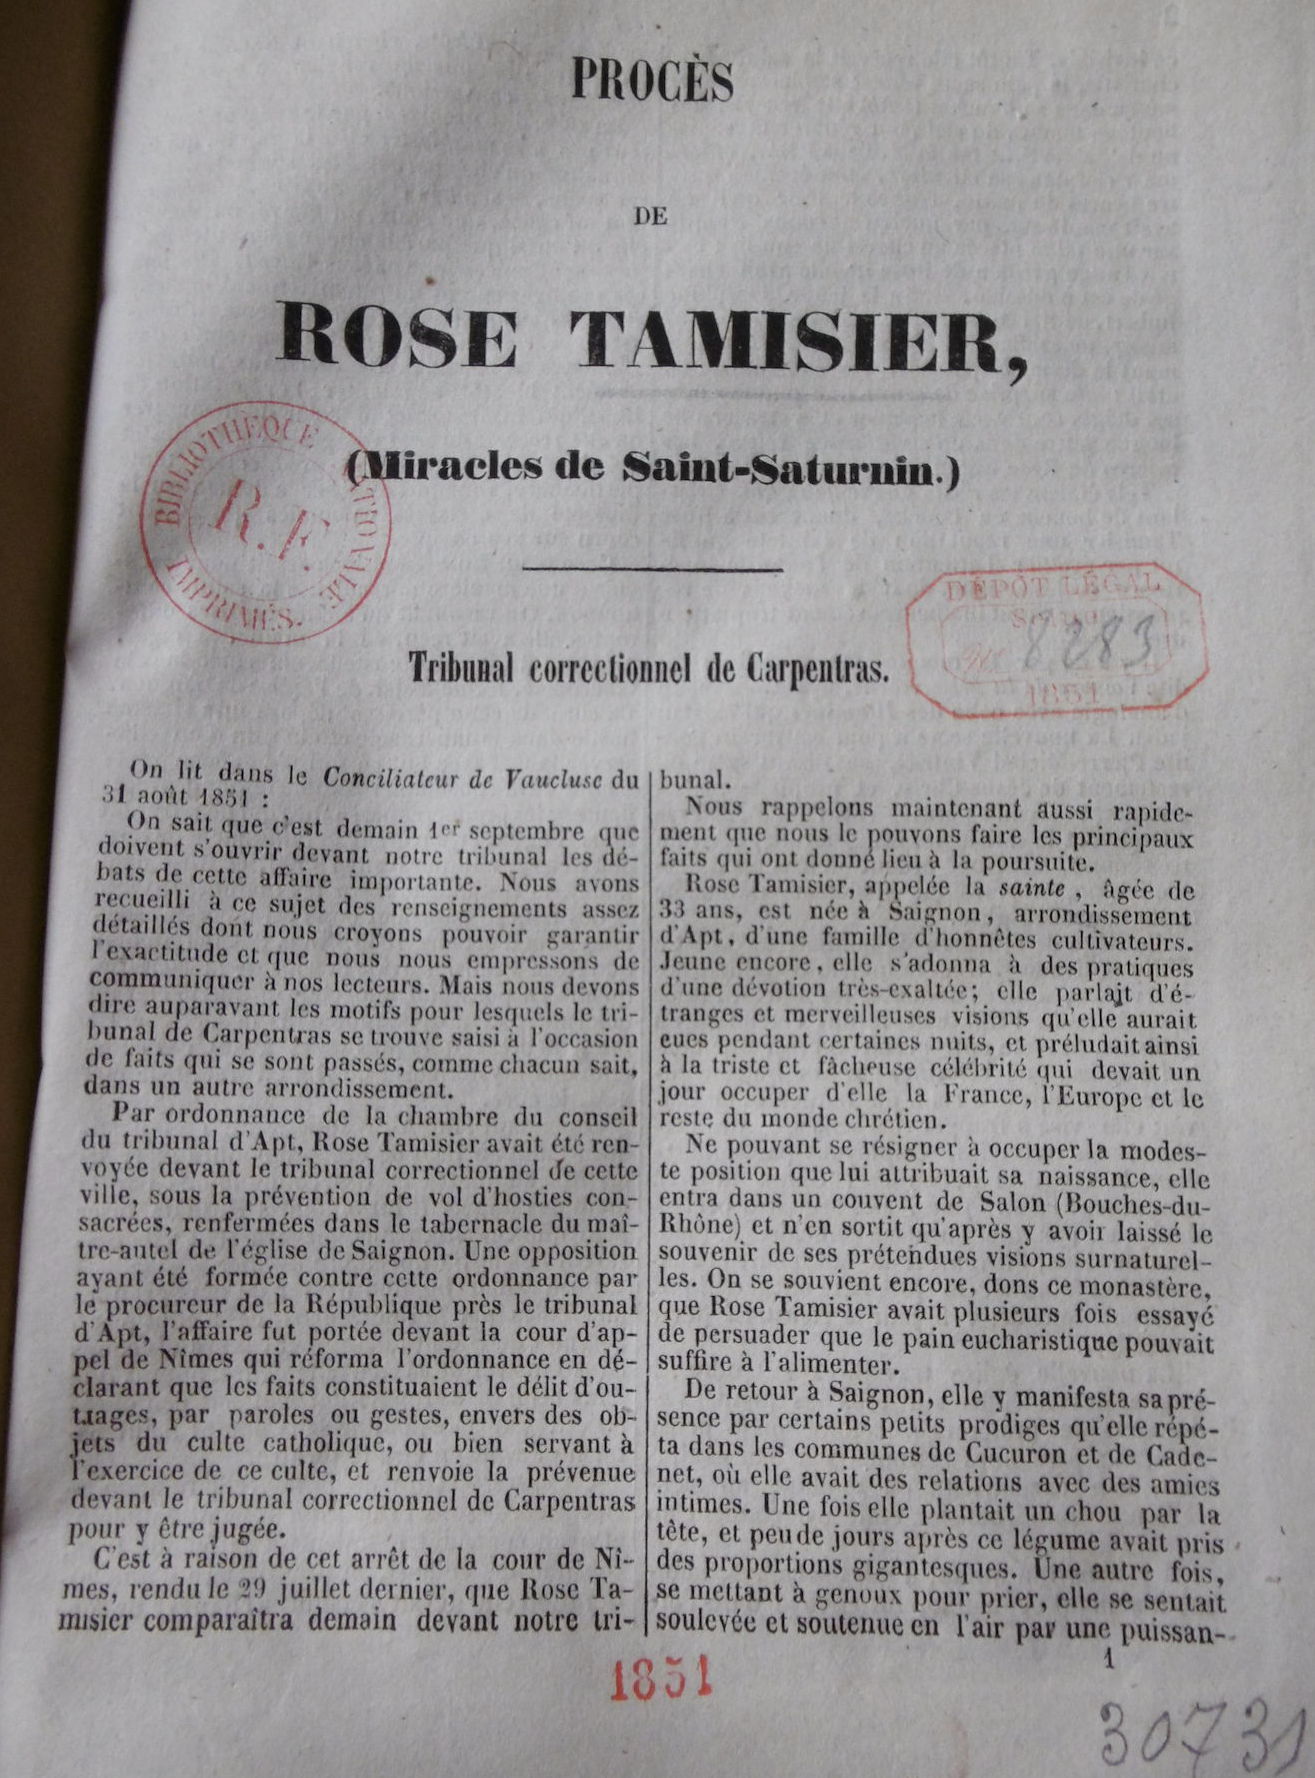 PROCÈS
DE
ROSE TAMISIER,
(Miracles de Saint-Saturnin.)
BIBLIOTHÈQUE NATIONALE
R.F.
IMPRIMÉS.
DÉPÔT LÉGAL
8283
1851
Tribunal correctionnel de Carpentras.
On lit dans le Conciliateur de Vaucluse du
31 août 1851 :
On sait que c'est demain 1er septembre que
doivent s'ouvrir devant notre tribunal les dé-
bats de cette affaire importante. Nous avons
recueilli à ce sujet des renseignements assez
détaillés dont nous croyons pouvoir garantir
l'exactitude et que nous nous empressons de
communiquer à nos lecteurs. Mais nous devons
dire auparavant les motifs pour lesquels le tri-
bunal de Carpentras se trouve saisi à l'occasion
de faits qui se sont passés, comme chacun sait,
dans un autre arrondissement.
Par ordonnance de la chambre du conseil
du tribunal d'Apt, Rose Tamisier avait été ren-
voyée devant le tribunal correctionnel de cette
ville, sous la prévention de vol d'hosties con-
sacrées, renfermées dans le tabernacle du maî-
tre-autel de l'église de Saignon. Une opposition
ayant été formée contre cette ordonnance par
le procureur de la République près le tribunal
d'Apt, l'affaire fut portée devant la cour d'ap-
pel de Nîmes qui réforma l'ordonnance en dé-
clarant que les faits constituaient le délit d'ou-
trages, par paroles ou gestes, envers des ob-
jets du culte catholique, ou bien servant à
l'exercice de ce culte, et renvoie la prévenue
devant le tribunal correctionnel de Carpentras
pour y être jugée.
C'est à raison de cet arrêt de la cour de Nî-
mes, rendu le 29 juillet dernier, que Rose Ta-
misier comparaîtra demain devant notre tri-
bunal.
Nous rappelons maintenant aussi rapide-
ment que nous le pouvons faire les principaux
faits qui ont donné lieu à la poursuite.
Rose Tamisier, appelée la sainte , âgée de
33 ans, est née à Saignon, arrondissement
d'Apt, d'une famille d'honnêtes cultivateurs.
Jeune encore, elle s'adonna à des pratiques
d'une dévotion très-exaltée; elle parlait d'é-
tranges et merveilleuses visions qu'elle aurait
eues pendant certaines nuits, et préludait ainsi
à la triste et fâcheuse célébrité qui devait un
jour occuper d'elle la France, l'Europe et le
reste du monde chrétien.
Ne pouvant se résigner à occuper la modes-
te position que lui attribuait sa naissance, elle
entra dans un couvent de Salon (Bouches-du-
Rhône) et n'en sortit qu'après y avoir laissé le
souvenir de ses prétendues visions surnaturel-
les. On se souvient encore, dons ce monastère,
que Rose Tamisier avait plusieurs fois essayé
de persuader que le pain eucharistique pouvait
suffire à l'alimenter.
De retour à Saignon, elle y manifesta sa pré-
sence par certains petits prodiges qu'elle répé-
ta dans les communes de Cucuron et de Cade-
net, où elle avait des relations avec des amies
intimes. Une fois elle plantait un chou par la
tête, et peu de jours après ce légume avait pris
des proportions gigantesques. Une autre fois,
se mettant à genoux pour prier, elle se sentait
soulevée et soutenue en l'air par une puissan-
1
1851
30731